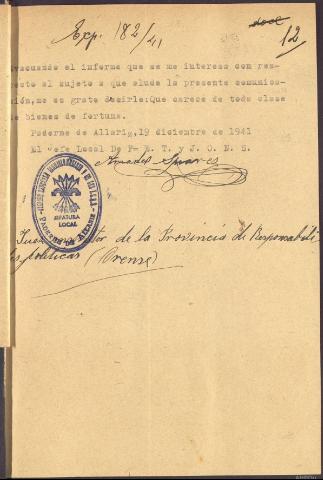 Exp. 182/41
12
Evacuando el informe que se me interesa con res-
pecto al sujeto a que alude la presente comunica-
ción, me es grato decirle: Que carece de toda clase
de bienes de fortuna.
Paderne de Allariz, 19 diciembre de 1941
El Jefe Local De F- E. T. y J. O. N. S.
Amadeo Suarez
JEFATURA
LOCAL
Juez de la Provincia de Responsabili
políticas (Orense)